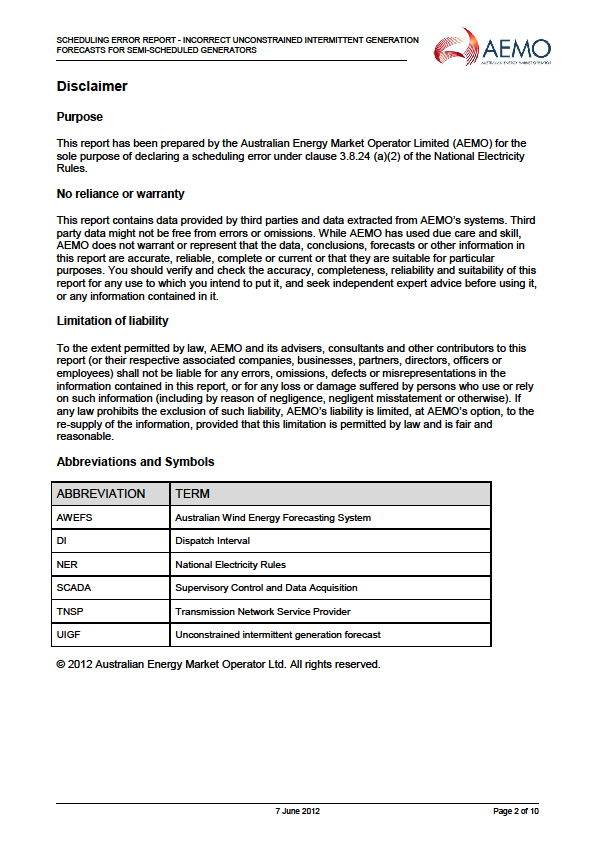 SCHEDULING ERROR REPORT - INCORRECT UNCONSTRAINED INTERMITTENT GENERATION
FORECASTS FOR SEMI-SCHEDULED GENERATORS
AEMO
AUSTRALIAN ENERGY MARKET OPERATOR
Disclaimer
Purpose
This report has been prepared by the Australian Energy Market Operator Limited (AEMO) for the
sole purpose of declaring a scheduling error under clause 3.8.24 (a)(2) of the National Electricity
Rules.
No reliance or warranty
This report contains data provided by third parties and data extracted from AEMO's systems. Third
party data might not be free from errors or omissions. While AEMO has used due care and skill,
AEMO does not warrant or represent that the data, conclusions, forecasts or other information in
this report are accurate, reliable, complete or current or that they are suitable for particular
purposes. You should verify and check the accuracy, completeness, reliability and suitability of this
report for any use to which you intend to put it, and seek independent expert advice before using it,
or any information contained in it.
Limitation of liability
To the extent permitted by law, AEMO and its advisers, consultants and other contributors to this
report (or their respective associated companies, businesses, partners, directors, officers or
employees) shall not be liable for any errors, omissions, defects or misrepresentations in the
information contained in this report, or for any loss or damage suffered by persons who use or rely
on such information (including by reason of negligence, negligent misstatement or otherwise). If
any law prohibits the exclusion of such liability, AEMO's liability is limited, at AEMO's option, to the
re-supply of the information, provided that this limitation is permitted by law and is fair and
reasonable.
Abbreviations and Symbols
ABBREVIATION TERM
AWEFS Australian Wind Energy Forecasting System
DI Dispatch Interval
NER National Electricity Rules
SCADA Supervisory Control and Data Acquisition
TNSP Transmission Network Service Provider
UIGF Unconstrained intermittent generation forecast
© 2012 Australian Energy Market Operator Ltd. All rights reserved.
7 June 2012 Page 2 of 10